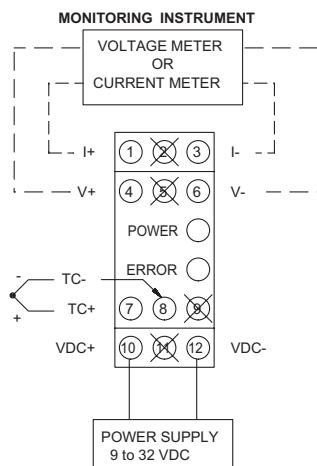 MONITORING INSTRUMENT
VOLTAGE METER
OR
CURRENT METER
I+ 1 2 3 I-
V+ 4 5 6 V-
POWER
ERROR
- TC-
+ TC+ 7 8 9
VDC+ 10 11 12 VDC-
POWER SUPPLY
9 to 32 VDC